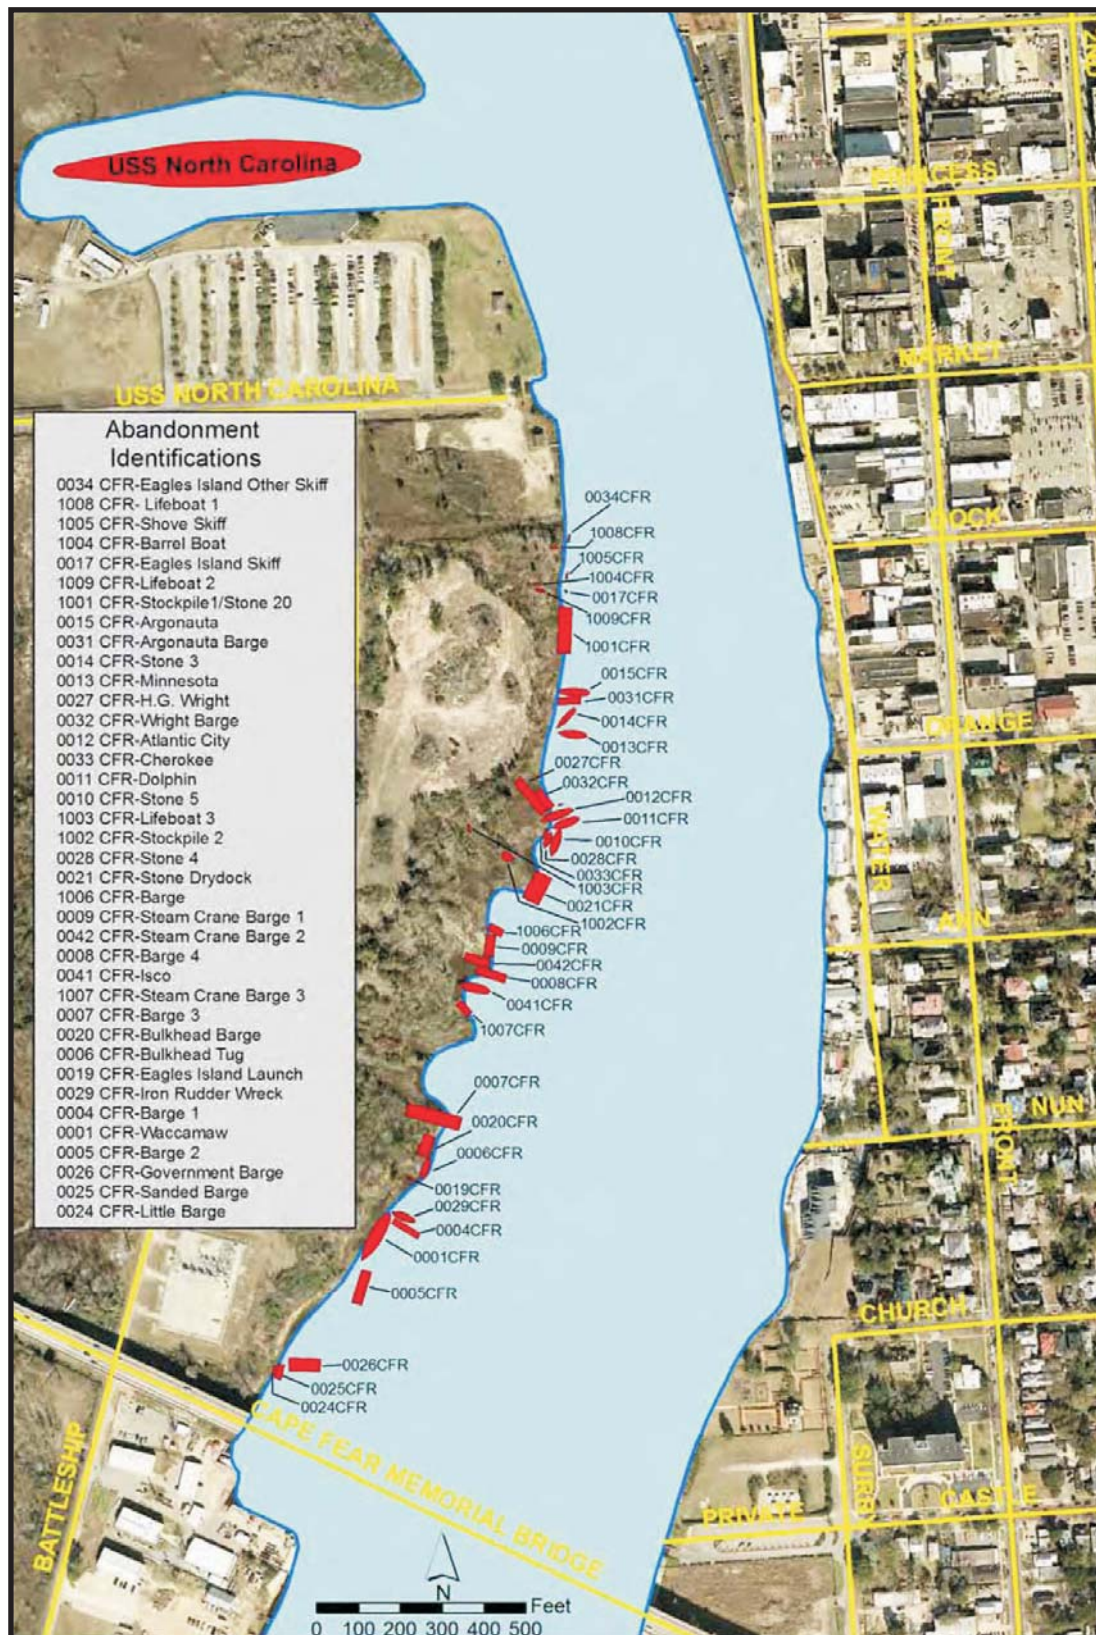 2ND
USS North Carolina
PRINCESS
FRONT
MARKET
USS NORTH CAROLINA
Abandonment
Identifications
0034 CFR-Eagles Island Other Skiff
1008 CFR- Lifeboat 1
1005 CFR-Shove Skiff
1004 CFR-Barrel Boat
0017 CFR-Eagles Island Skiff
1009 CFR-Lifeboat 2
1001 CFR-Stockpile1/Stone 20
0015 CFR-Argonauta
0031 CFR-Argonauta Barge
0014 CFR-Stone 3
0013 CFR-Minnesota
0027 CFR-H.G. Wright
0032 CFR-Wright Barge
0012 CFR-Atlantic City
0033 CFR-Cherokee
0011 CFR-Dolphin
0010 CFR-Stone 5
1003 CFR-Lifeboat 3
1002 CFR-Stockpile 2
0028 CFR-Stone 4
0021 CFR-Stone Drydock
1006 CFR-Barge
0009 CFR-Steam Crane Barge 1
0042 CFR-Steam Crane Barge 2
0008 CFR-Barge 4
0041 CFR-Isco
1007 CFR-Steam Crane Barge 3
0007 CFR-Barge 3
0020 CFR-Bulkhead Barge
0006 CFR-Bulkhead Tug
0019 CFR-Eagles Island Launch
0029 CFR-Iron Rudder Wreck
0004 CFR-Barge 1
0001 CFR-Waccamaw
0005 CFR-Barge 2
0026 CFR-Government Barge
0025 CFR-Sanded Barge
0024 CFR-Little Barge
0034CFR
1008CFR
1005CFR
1004CFR
0017CFR
1009CFR
1001CFR
0015CFR
0031CFR
0014CFR
0013CFR
0027CFR
0032CFR
0012CFR
0011CFR
0010CFR
0028CFR
0033CFR
1003CFR
0021CFR
1002CFR
1006CFR
0009CFR
0042CFR
0008CFR
0041CFR
1007CFR
0007CFR
0020CFR
0006CFR
0019CFR
0029CFR
0004CFR
0001CFR
0005CFR
0026CFR
0025CFR
0024CFR
DOCK
ORANGE
WATER
ANN
NUN
FRONT
CHURCH
SURRY
CASTLE
PRIVATE
CAPE FEAR MEMORIAL BRIDGE
BATTLESHIP
N
Feet
0 100 200 300 400 500